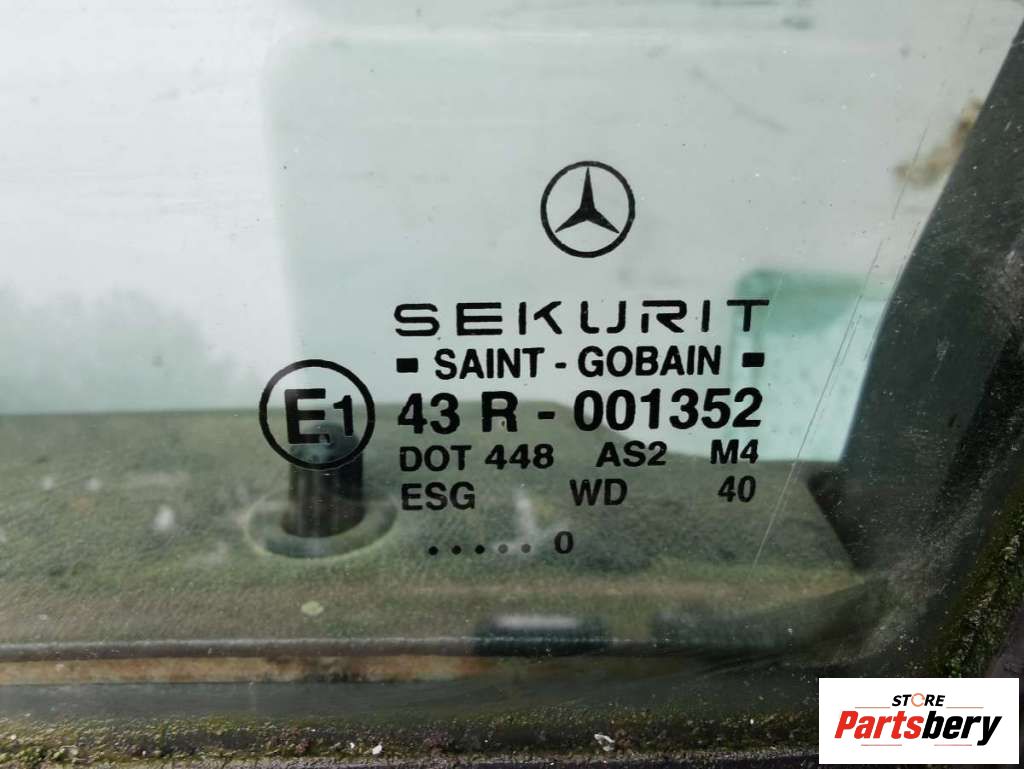 SEKURIT
SAINT - GOBAIN
E1
43 R - 001352
DOT 448 AS2 M4
ESG WD 40
.....0
STORE
Partsbery